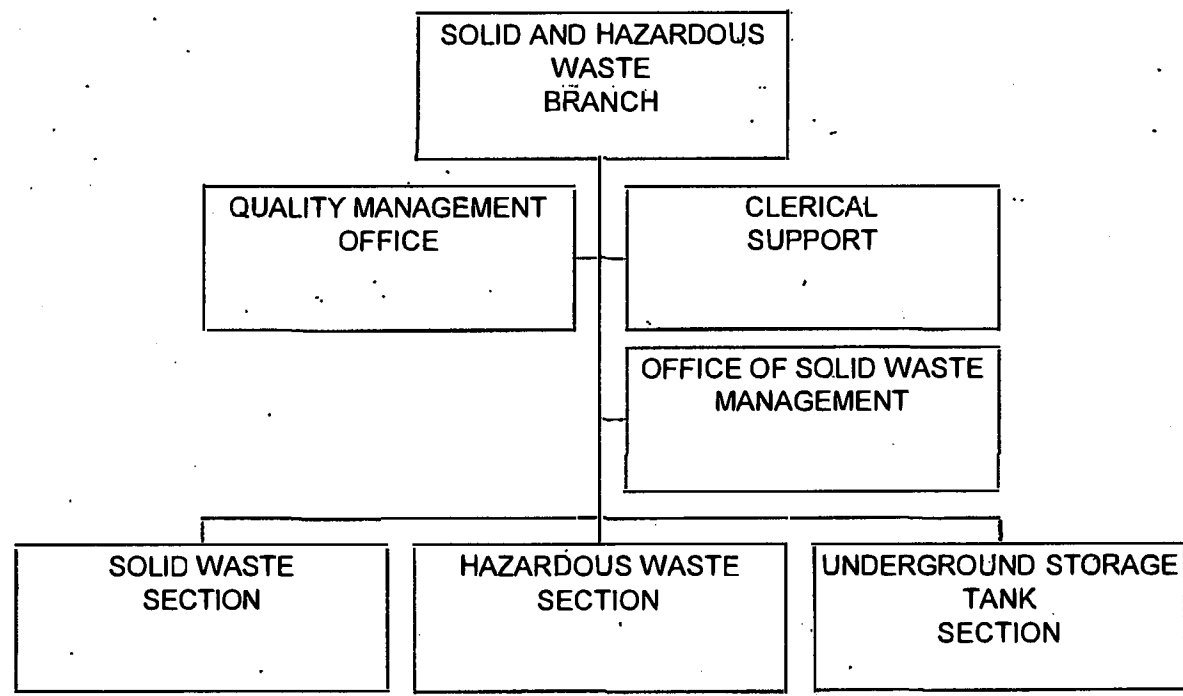 SOLID AND HAZARDOUS
WASTE
BRANCH
QUALITY MANAGEMENT
OFFICE
CLERICAL
SUPPORT
OFFICE OF SOLID WASTE
MANAGEMENT
SOLID WASTE
SECTION
HAZARDOUS WASTE
SECTION
UNDERGROUND STORAGE
TANK
SECTION